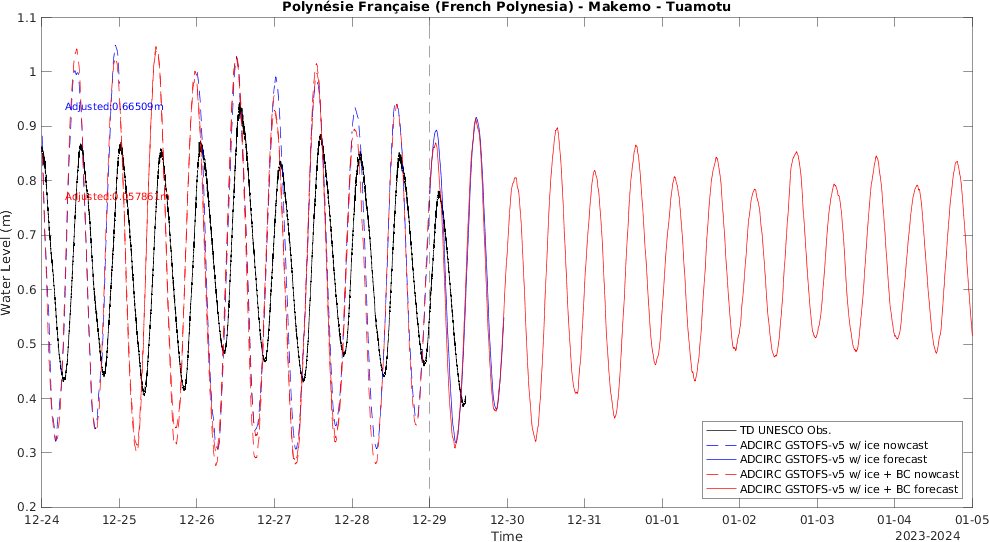 Polynésie Française (French Polynesia) - Makemo - Tuamotu
Water Level (m)
1.1
1
0.9
0.8
0.7
0.6
0.5
0.4
0.3
0.2
Adjusted:0.66509m
Adjusted:0.057861m
TD UNESCO Obs.
ADCIRC GSTOFS-v5 w/ ice nowcast
ADCIRC GSTOFS-v5 w/ ice forecast
ADCIRC GSTOFS-v5 w/ ice + BC nowcast
ADCIRC GSTOFS-v5 w/ ice + BC forecast
12-24 12-25 12-26 12-27 12-28 12-29 12-30 12-31 01-01 01-02 01-03 01-04 01-05
Time
2023-2024